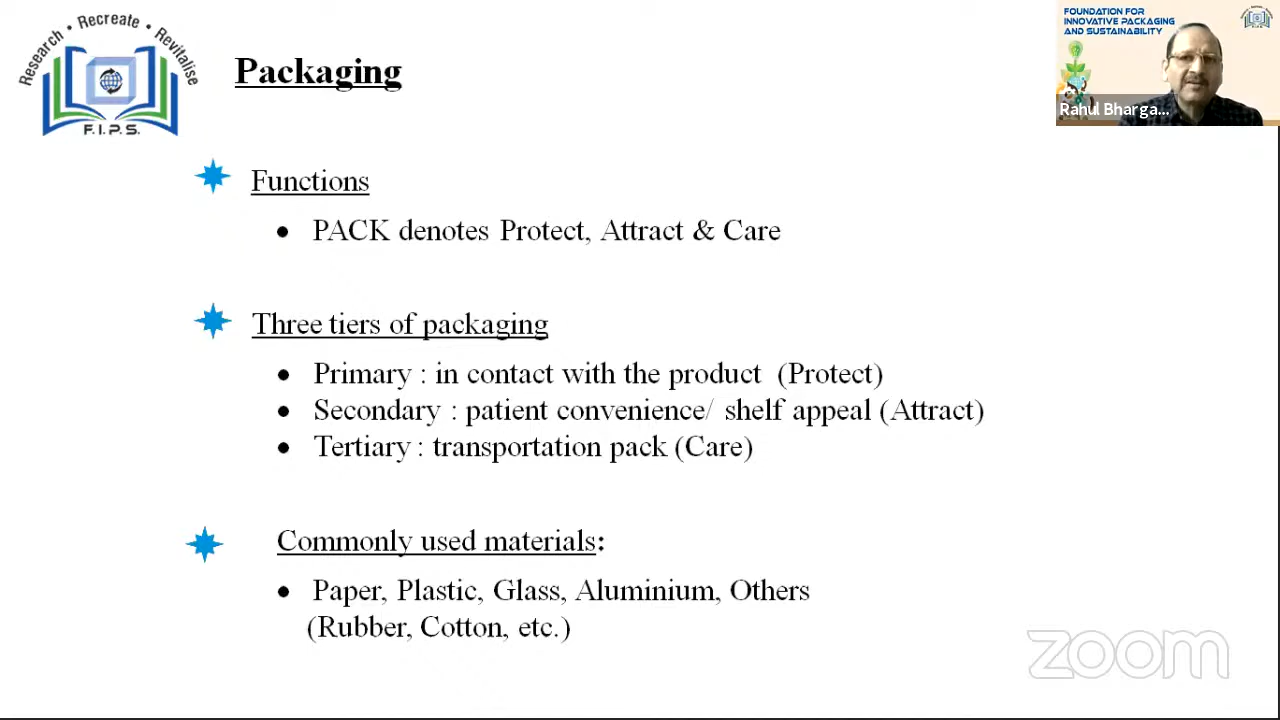 Research • Recreate • Revitalise
F.I.P.S.
Packaging
FOUNDATION FOR
INNOVATIVE PACKAGING
AND SUSTAINABILITY
Rahul Bharga...
Functions
• PACK denotes Protect, Attract & Care
Three tiers of packaging
• Primary : in contact with the product (Protect)
• Secondary : patient convenience/ shelf appeal (Attract)
• Tertiary : transportation pack (Care)
Commonly used materials:
• Paper, Plastic, Glass, Aluminium, Others
(Rubber, Cotton, etc.)
zoom